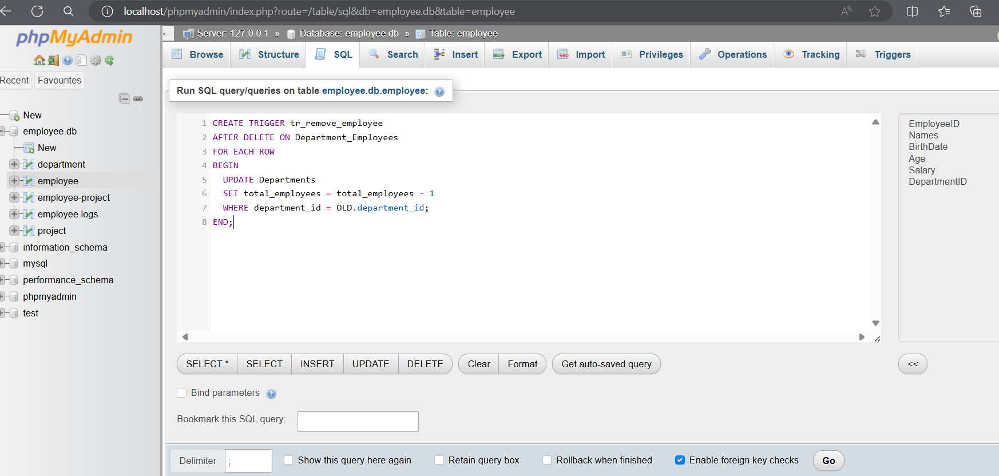 localhost/phpmyadmin/index.php?route=/table/sql&db=employee.db&table=employee
phpMyAdmin
Recent Favourites
New
employee.db
New
department
employee
employee-project
employee logs
project
information_schema
mysql
performance_schema
phpmyadmin
test
Server: 127.0.0.1 » Database: employee.db » Table: employee
Browse Structure SQL Search Insert Export Import Privileges Operations Tracking Triggers
Run SQL query/queries on table employee.db.employee:
1 CREATE TRIGGER tr_remove_employee
2 AFTER DELETE ON Department_Employees
3 FOR EACH ROW
4 BEGIN
5 UPDATE Departments
6 SET total_employees = total_employees - 1
7 WHERE department_id = OLD.department_id;
8 END;
EmployeeID
Names
BirthDate
Age
Salary
DepartmentID
SELECT * SELECT INSERT UPDATE DELETE Clear Format Get auto-saved query <<
Bind parameters
Bookmark this SQL query:
Delimiter ; Show this query here again Retain query box Rollback when finished Enable foreign key checks Go